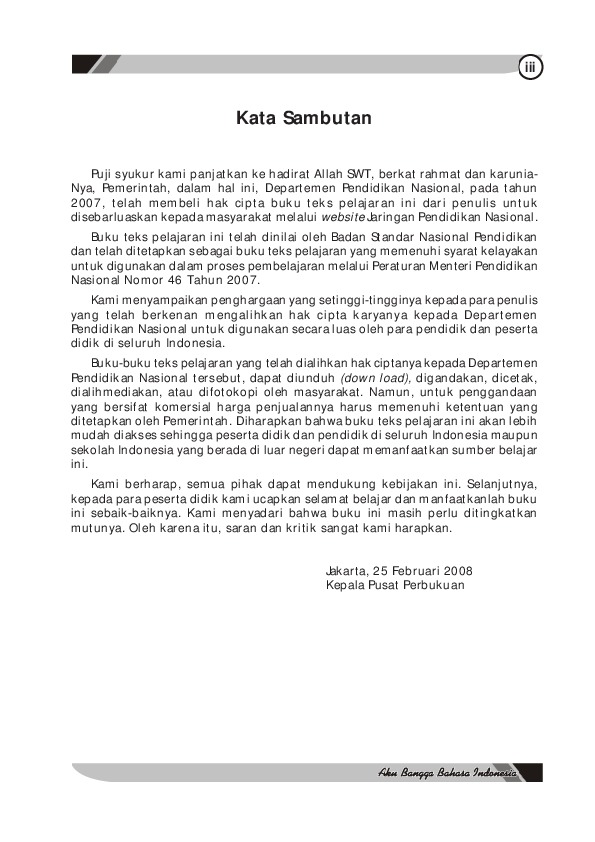 iii
Kata Sambutan
Puji syukur kami panjatkan ke hadirat Allah SWT, berkat rahmat dan karunia-
Nya, Pemerintah, dalam hal ini, Departemen Pendidikan Nasional, pada tahun
2007, telah membeli hak cipta buku teks pelajaran ini dari penulis untuk
disebarluaskan kepada masyarakat melalui website Jaringan Pendidikan Nasional.
Buku teks pelajaran ini telah dinilai oleh Badan Standar Nasional Pendidikan
dan telah ditetapkan sebagai buku teks pelajaran yang memenuhi syarat kelayakan
untuk digunakan dalam proses pembelajaran melalui Peraturan Menteri Pendidikan
Nasional Nomor 46 Tahun 2007.
Kami menyampaikan penghargaan yang setinggi-tingginya kepada para penulis
yang telah berkenan mengalihkan hak cipta karyanya kepada Departemen
Pendidikan Nasional untuk digunakan secara luas oleh para pendidik dan peserta
didik di seluruh Indonesia.
Buku-buku teks pelajaran yang telah dialihkan hak ciptanya kepada Departemen
Pendidikan Nasional tersebut, dapat diunduh (down load), digandakan, dicetak,
dialihmediakan, atau difotokopi oleh masyarakat. Namun, untuk penggandaan
yang bersifat komersial harga penjualannya harus memenuhi ketentuan yang
ditetapkan oleh Pemerintah. Diharapkan bahwa buku teks pelajaran ini akan lebih
mudah diakses sehingga peserta didik dan pendidik di seluruh Indonesia maupun
sekolah Indonesia yang berada di luar negeri dapat memanfaatkan sumber belajar
ini.
Kami berharap, semua pihak dapat mendukung kebijakan ini. Selanjutnya,
kepada para peserta didik kami ucapkan selamat belajar dan manfaatkanlah buku
ini sebaik-baiknya. Kami menyadari bahwa buku ini masih perlu ditingkatkan
mutunya. Oleh karena itu, saran dan kritik sangat kami harapkan.
Jakarta, 25 Februari 2008
Kepala Pusat Perbukuan
Aku Bangga Bahasa Indonesia